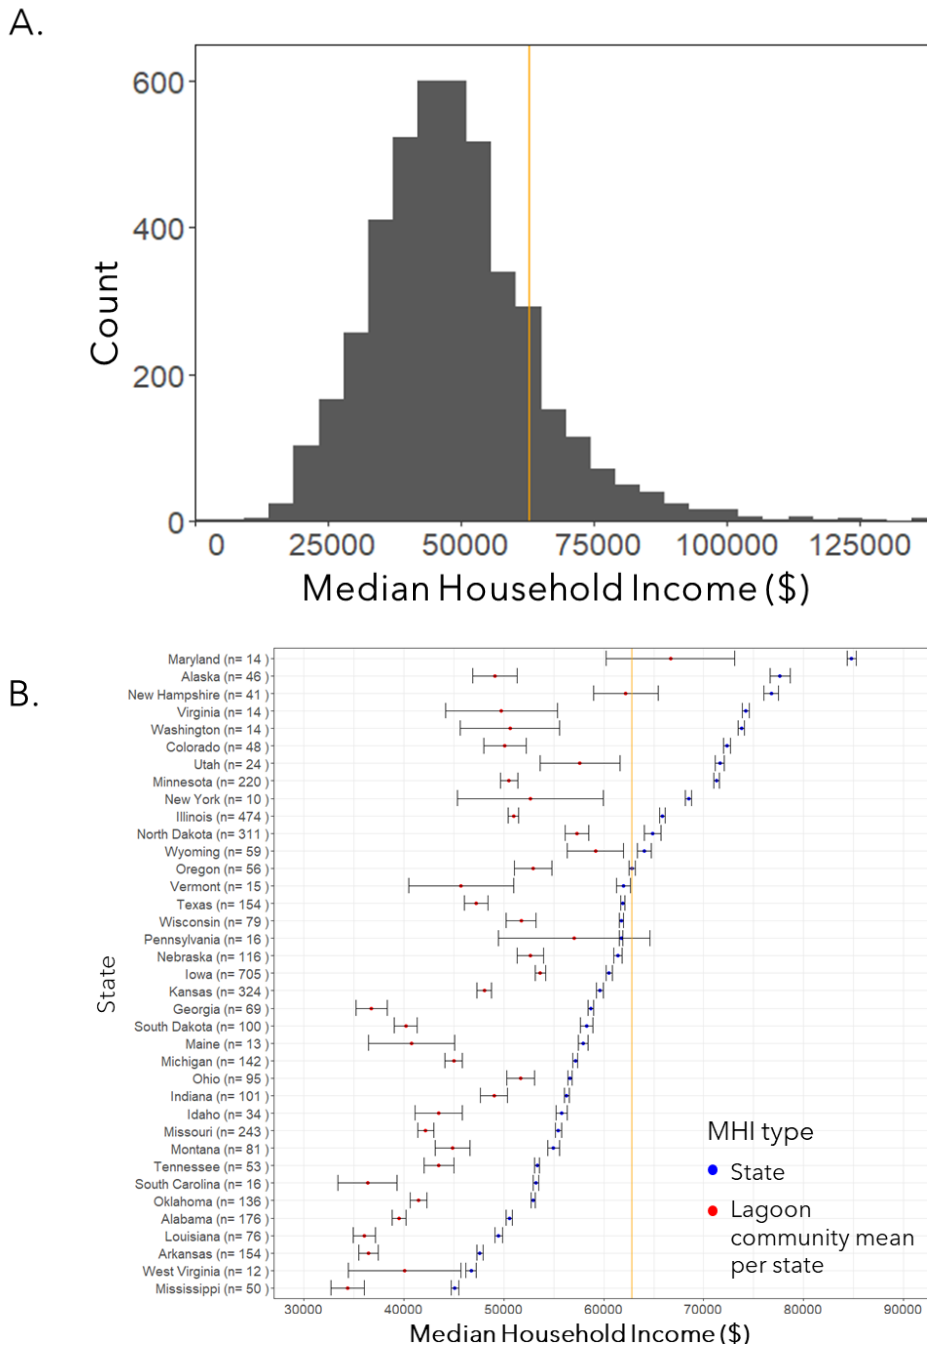 A.
600
400
200
0
Count
0 25000 50000 75000 100000 125000
Median Household Income ($)
B.
State
Maryland (n= 14 )
Alaska (n= 46 )
New Hampshire (n= 41 )
Virginia (n= 14 )
Washington (n= 14 )
Colorado (n= 48 )
Utah (n= 24 )
Minnesota (n= 220 )
New York (n= 10 )
Illinois (n= 474 )
North Dakota (n= 311 )
Wyoming (n= 59 )
Oregon (n= 56 )
Vermont (n= 15 )
Texas (n= 154 )
Wisconsin (n= 79 )
Pennsylvania (n= 16 )
Nebraska (n= 116 )
Iowa (n= 705 )
Kansas (n= 324 )
Georgia (n= 69 )
South Dakota (n= 100 )
Maine (n= 13 )
Michigan (n= 142 )
Ohio (n= 95 )
Indiana (n= 101 )
Idaho (n= 34 )
Missouri (n= 243 )
Montana (n= 81 )
Tennessee (n= 53 )
South Carolina (n= 16 )
Oklahoma (n= 136 )
Alabama (n= 176 )
Louisiana (n= 76 )
Arkansas (n= 154 )
West Virginia (n= 12 )
Mississippi (n= 50 )
MHI type
State
Lagoon
community mean
per state
30000 40000 50000 60000 70000 80000 90000
Median Household Income ($)